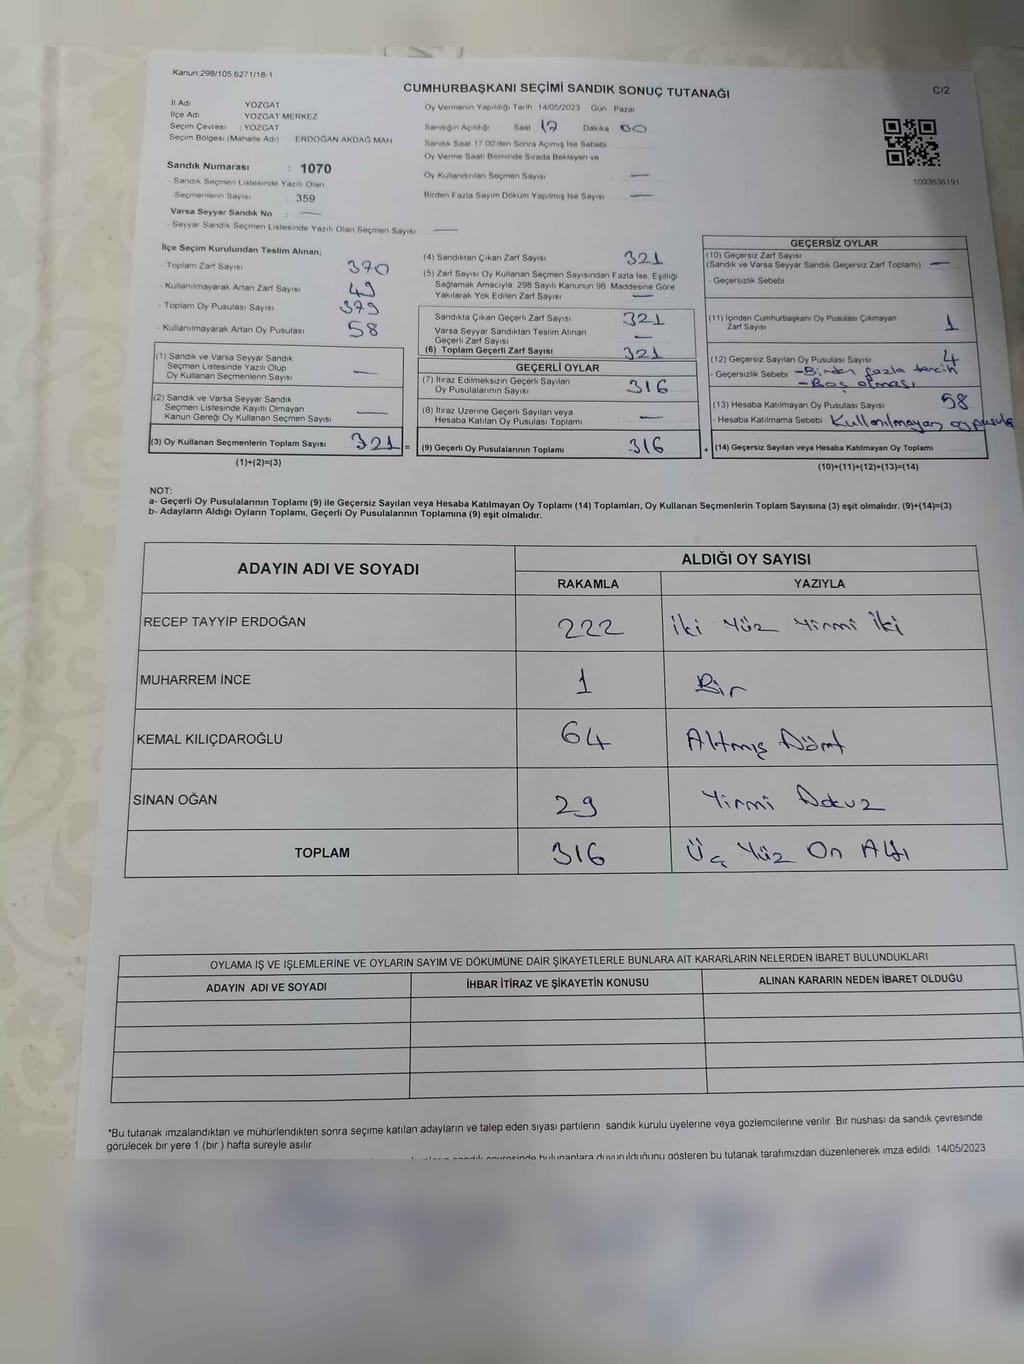 Kanun:298/105 6271/18-1
CUMHURBAŞKANI SEÇİMİ SANDIK SONUÇ TUTANAĞI
C/2
İl Adı YOZGAT
İlçe Adı YOZGAT MERKEZ
Seçim Çevresi : YOZGAT
Seçim Bölgesi (Mahalle Adı) ERDOĞAN AKDAĞ MAH
Sandık Numarası : 1070
- Sandık Seçmen Listesinde Yazılı Olan
Seçmenlerin Sayısı : 359
Varsa Seyyar Sandık No : —
- Seyyar Sandık Seçmen Listesinde Yazılı Olan Seçmen Sayısı —
Oy Vermenin Yapıldığı Tarih 14/05/2023 Gün Pazar
Sandığın Açıldığı Saat 17 Dakika 00
Sandık Saat 17 00'den Sonra Açılmış İse Sebebi
Oy Verme Saati Bitiminde Sırada Bekleyen ve
Oy Kullandırılan Seçmen Sayısı —
Birden Fazla Sayım Döküm Yapılmış İse Sayısı —
1093636191
İlçe Seçim Kurulundan Teslim Alınan;
- Toplam Zarf Sayısı 370
- Kullanılmayarak Artan Zarf Sayısı 49
- Toplam Oy Pusulası Sayısı 379
- Kullanılmayarak Artan Oy Pusulası 58
(1) Sandık ve Varsa Seyyar Sandık
Seçmen Listesinde Yazılı Olup
Oy Kullanan Seçmenlerin Sayısı —
(2) Sandık ve Varsa Seyyar Sandık
Seçmen Listesinde Kayıtlı Olmayan
Kanun Gereği Oy Kullanan Seçmen Sayısı —
(3) Oy Kullanan Seçmenlerin Toplam Sayısı 321 =
(1)+(2)=(3)
(4) Sandıktan Çıkan Zarf Sayısı 321
(5) Zarf Sayısı Oy Kullanan Seçmen Sayısından Fazla İse, Eşitliği
Sağlamak Amacıyla, 298 Sayılı Kanunun 98. Maddesine Göre
Yakılarak Yok Edilen Zarf Sayısı —
Sandıkta Çıkan Geçerli Zarf Sayısı 321
Varsa Seyyar Sandıktan Teslim Alınan
Geçerli Zarf Sayısı —
(6) Toplam Geçerli Zarf Sayısı 321
GEÇERLİ OYLAR
(7) İtiraz Edilmeksizin Geçerli Sayılan
Oy Pusulalarının Sayısı 316
(8) İtiraz Üzerine Geçerli Sayılan veya
Hesaba Katılan Oy Pusulası Toplamı —
(9) Geçerli Oy Pusulalarının Toplamı 316 +
GEÇERSİZ OYLAR
(10) Geçersiz Zarf Sayısı
(Sandık ve Varsa Seyyar Sandık Geçersiz Zarf Toplamı) —
- Geçersizlik Sebebi
(11) İçinden Cumhurbaşkanı Oy Pusulası Çıkmayan
Zarf Sayısı 1
(12) Geçersiz Sayılan Oy Pusulası Sayısı 4
- Geçersizlik Sebebi -Birden fazla tercih
-Boş olması
(13) Hesaba Katılmayan Oy Pusulası Sayısı 58
- Hesaba Katılmama Sebebi Kullanılmayan oy pusula
(14) Geçersiz Sayılan veya Hesaba Katılmayan Oy Toplamı
(10)+(11)+(12)+(13)=(14)
NOT:
a- Geçerli Oy Pusulalarının Toplamı (9) ile Geçersiz Sayılan veya Hesaba Katılmayan Oy Toplamı (14) Toplamları, Oy Kullanan Seçmenlerin Toplam Sayısına (3) eşit olmalıdır. (9)+(14)=(3)
b- Adayların Aldığı Oyların Toplamı, Geçerli Oy Pusulalarının Toplamına (9) eşit olmalıdır.
ADAYIN ADI VE SOYADI ALDIĞI OY SAYISI
RAKAMLA YAZIYLA
RECEP TAYYİP ERDOĞAN 222 İki Yüz Yirmi İki
MUHARREM İNCE 1 Bir
KEMAL KILIÇDAROĞLU 64 Altmış Dört
SİNAN OĞAN 29 Yirmi Dokuz
TOPLAM 316 Üç Yüz On Altı
OYLAMA İŞ VE İŞLEMLERİNE VE OYLARIN SAYIM VE DÖKÜMÜNE DAİR ŞİKAYETLERLE BUNLARA AİT KARARLARIN NELERDEN İBARET BULUNDUKLARI
ADAYIN ADI VE SOYADI İHBAR İTİRAZ VE ŞİKAYETİN KONUSU ALINAN KARARIN NEDEN İBARET OLDUĞU
*Bu tutanak imzalandıktan ve mühürlendikten sonra seçime katılan adayların ve talep eden siyasi partilerin sandık kurulu üyelerine veya gözlemcilerine verilir. Bir nüshası da sandık çevresinde
görülecek bir yere 1 (bir ) hafta süreyle asılır.
sandık çevresinde bulunanlara duyurulduğunu gösteren bu tutanak tarafımızdan düzenlenerek imza edildi. 14/05/2023